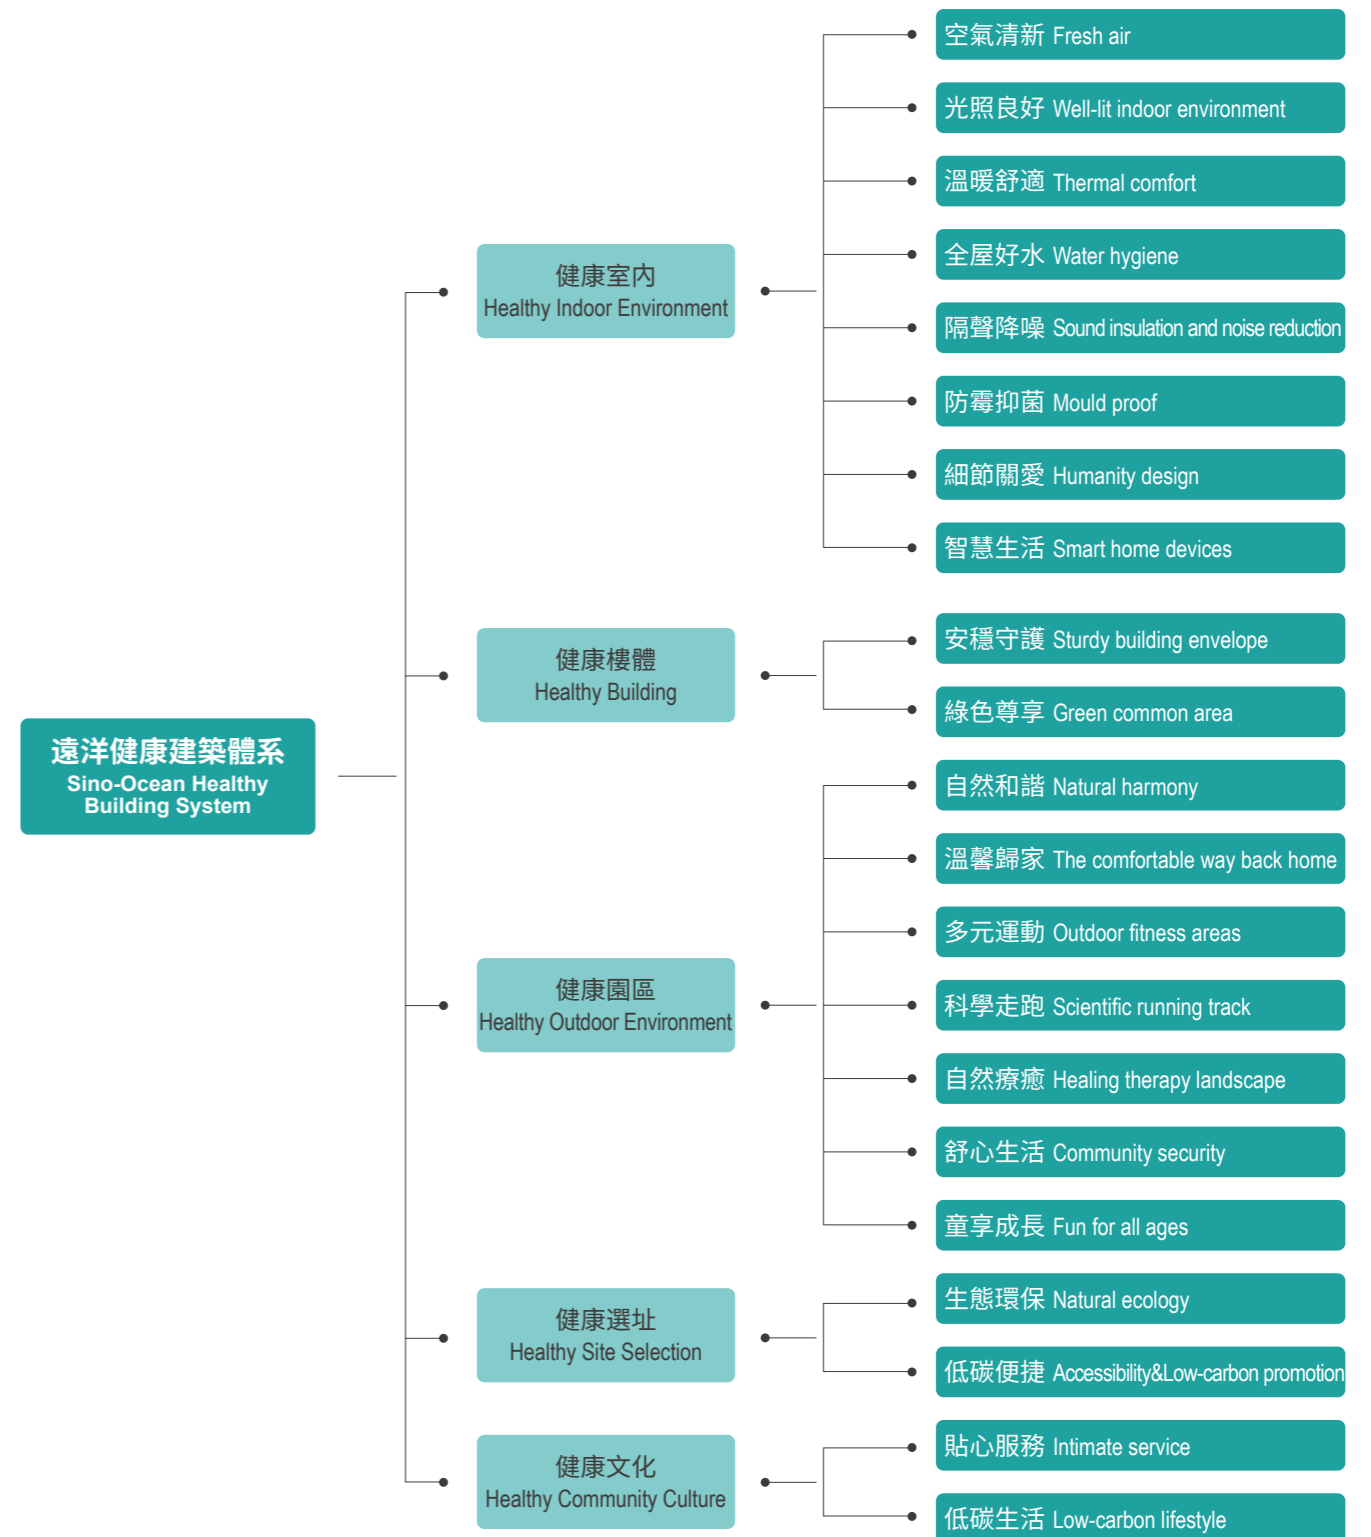 遠洋健康建築體系
Sino-Ocean Healthy
Building System
健康室內
Healthy Indoor Environment
空氣清新 Fresh air
光照良好 Well-lit indoor environment
溫暖舒適 Thermal comfort
全屋好水 Water hygiene
隔聲降噪 Sound insulation and noise reduction
防霉抑菌 Mould proof
細節關愛 Humanity design
智慧生活 Smart home devices
健康樓體
Healthy Building
安穩守護 Sturdy building envelope
綠色尊享 Green common area
健康園區
Healthy Outdoor Environment
自然和諧 Natural harmony
溫馨歸家 The comfortable way back home
多元運動 Outdoor fitness areas
科學走跑 Scientific running track
自然療癒 Healing therapy landscape
舒心生活 Community security
童享成長 Fun for all ages
健康選址
Healthy Site Selection
生態環保 Natural ecology
低碳便捷 Accessibility&Low-carbon promotion
健康文化
Healthy Community Culture
貼心服務 Intimate service
低碳生活 Low-carbon lifestyle